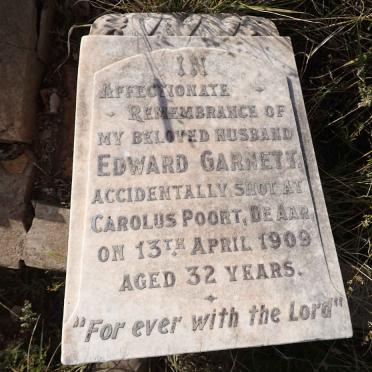 IN
AFFECTIONATE
REMEMBRANCE OF
MY BELOVED HUSBAND
EDWARD GARNETT,
ACCIDENTALLY SHOT AT
CAROLUS POORT, DE AAR,
ON 13TH APRIL 1909
AGED 32 YEARS.
"For ever with the Lord"